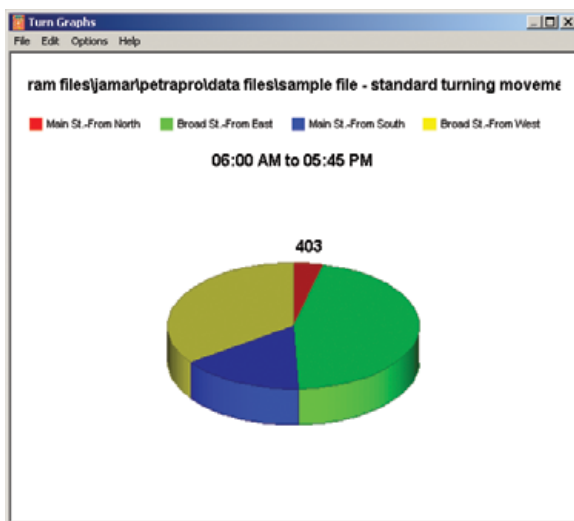 Turn Graphs
File Edit Options Help
ram files\jamar\petrapro\data files\sample file - standard turning moveme
Main St.-From North Broad St.-From East Main St.-From South Broad St.-From West
06:00 AM to 05:45 PM
403